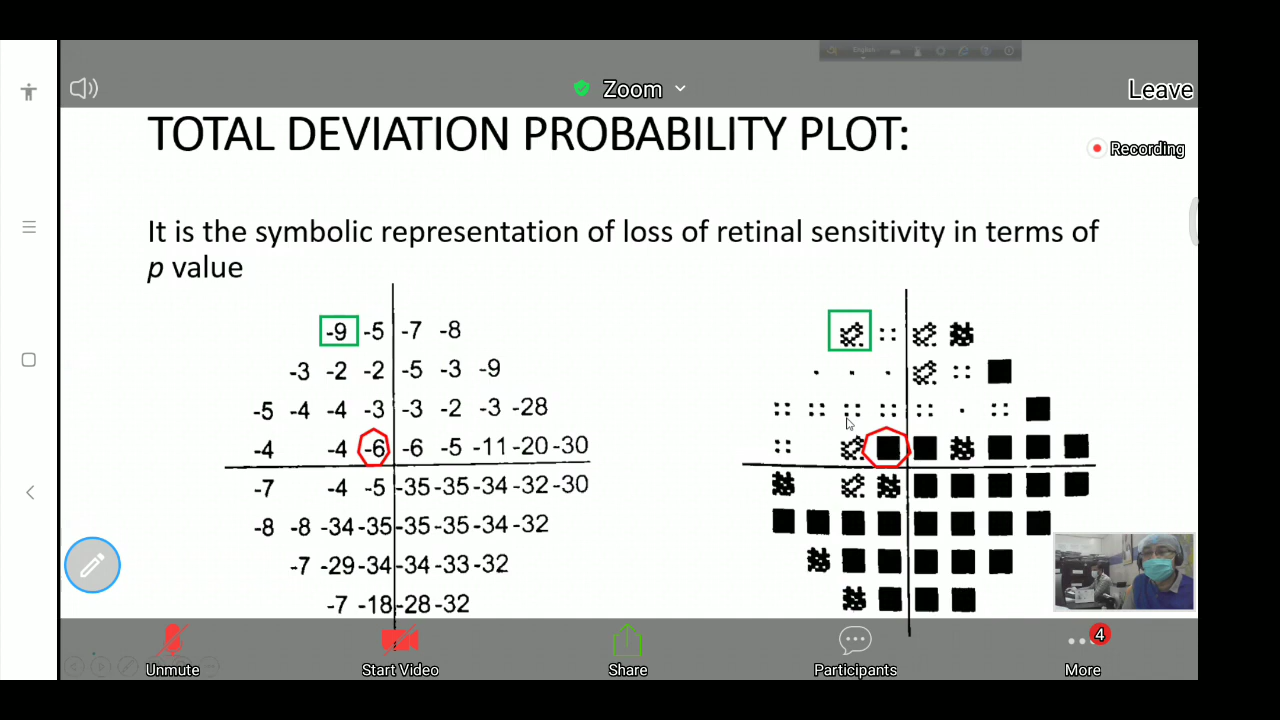 English
Zoom
Leave
TOTAL DEVIATION PROBABILITY PLOT:
Recording
It is the symbolic representation of loss of retinal sensitivity in terms of
p value
-9 -5 -7 -8
-3 -2 -2 -5 -3 -9
-5 -4 -4 -3 -3 -2 -3 -28
-4 -4 -6 -6 -5 -11 -20 -30
-7 -4 -5 -35 -35 -34 -32 -30
-8 -8 -34 -35 -35 -35 -34 -32
-7 -29 -34 -34 -33 -32
-7 -18 -28 -32
4
Unmute
Start Video
Share
Participants
More